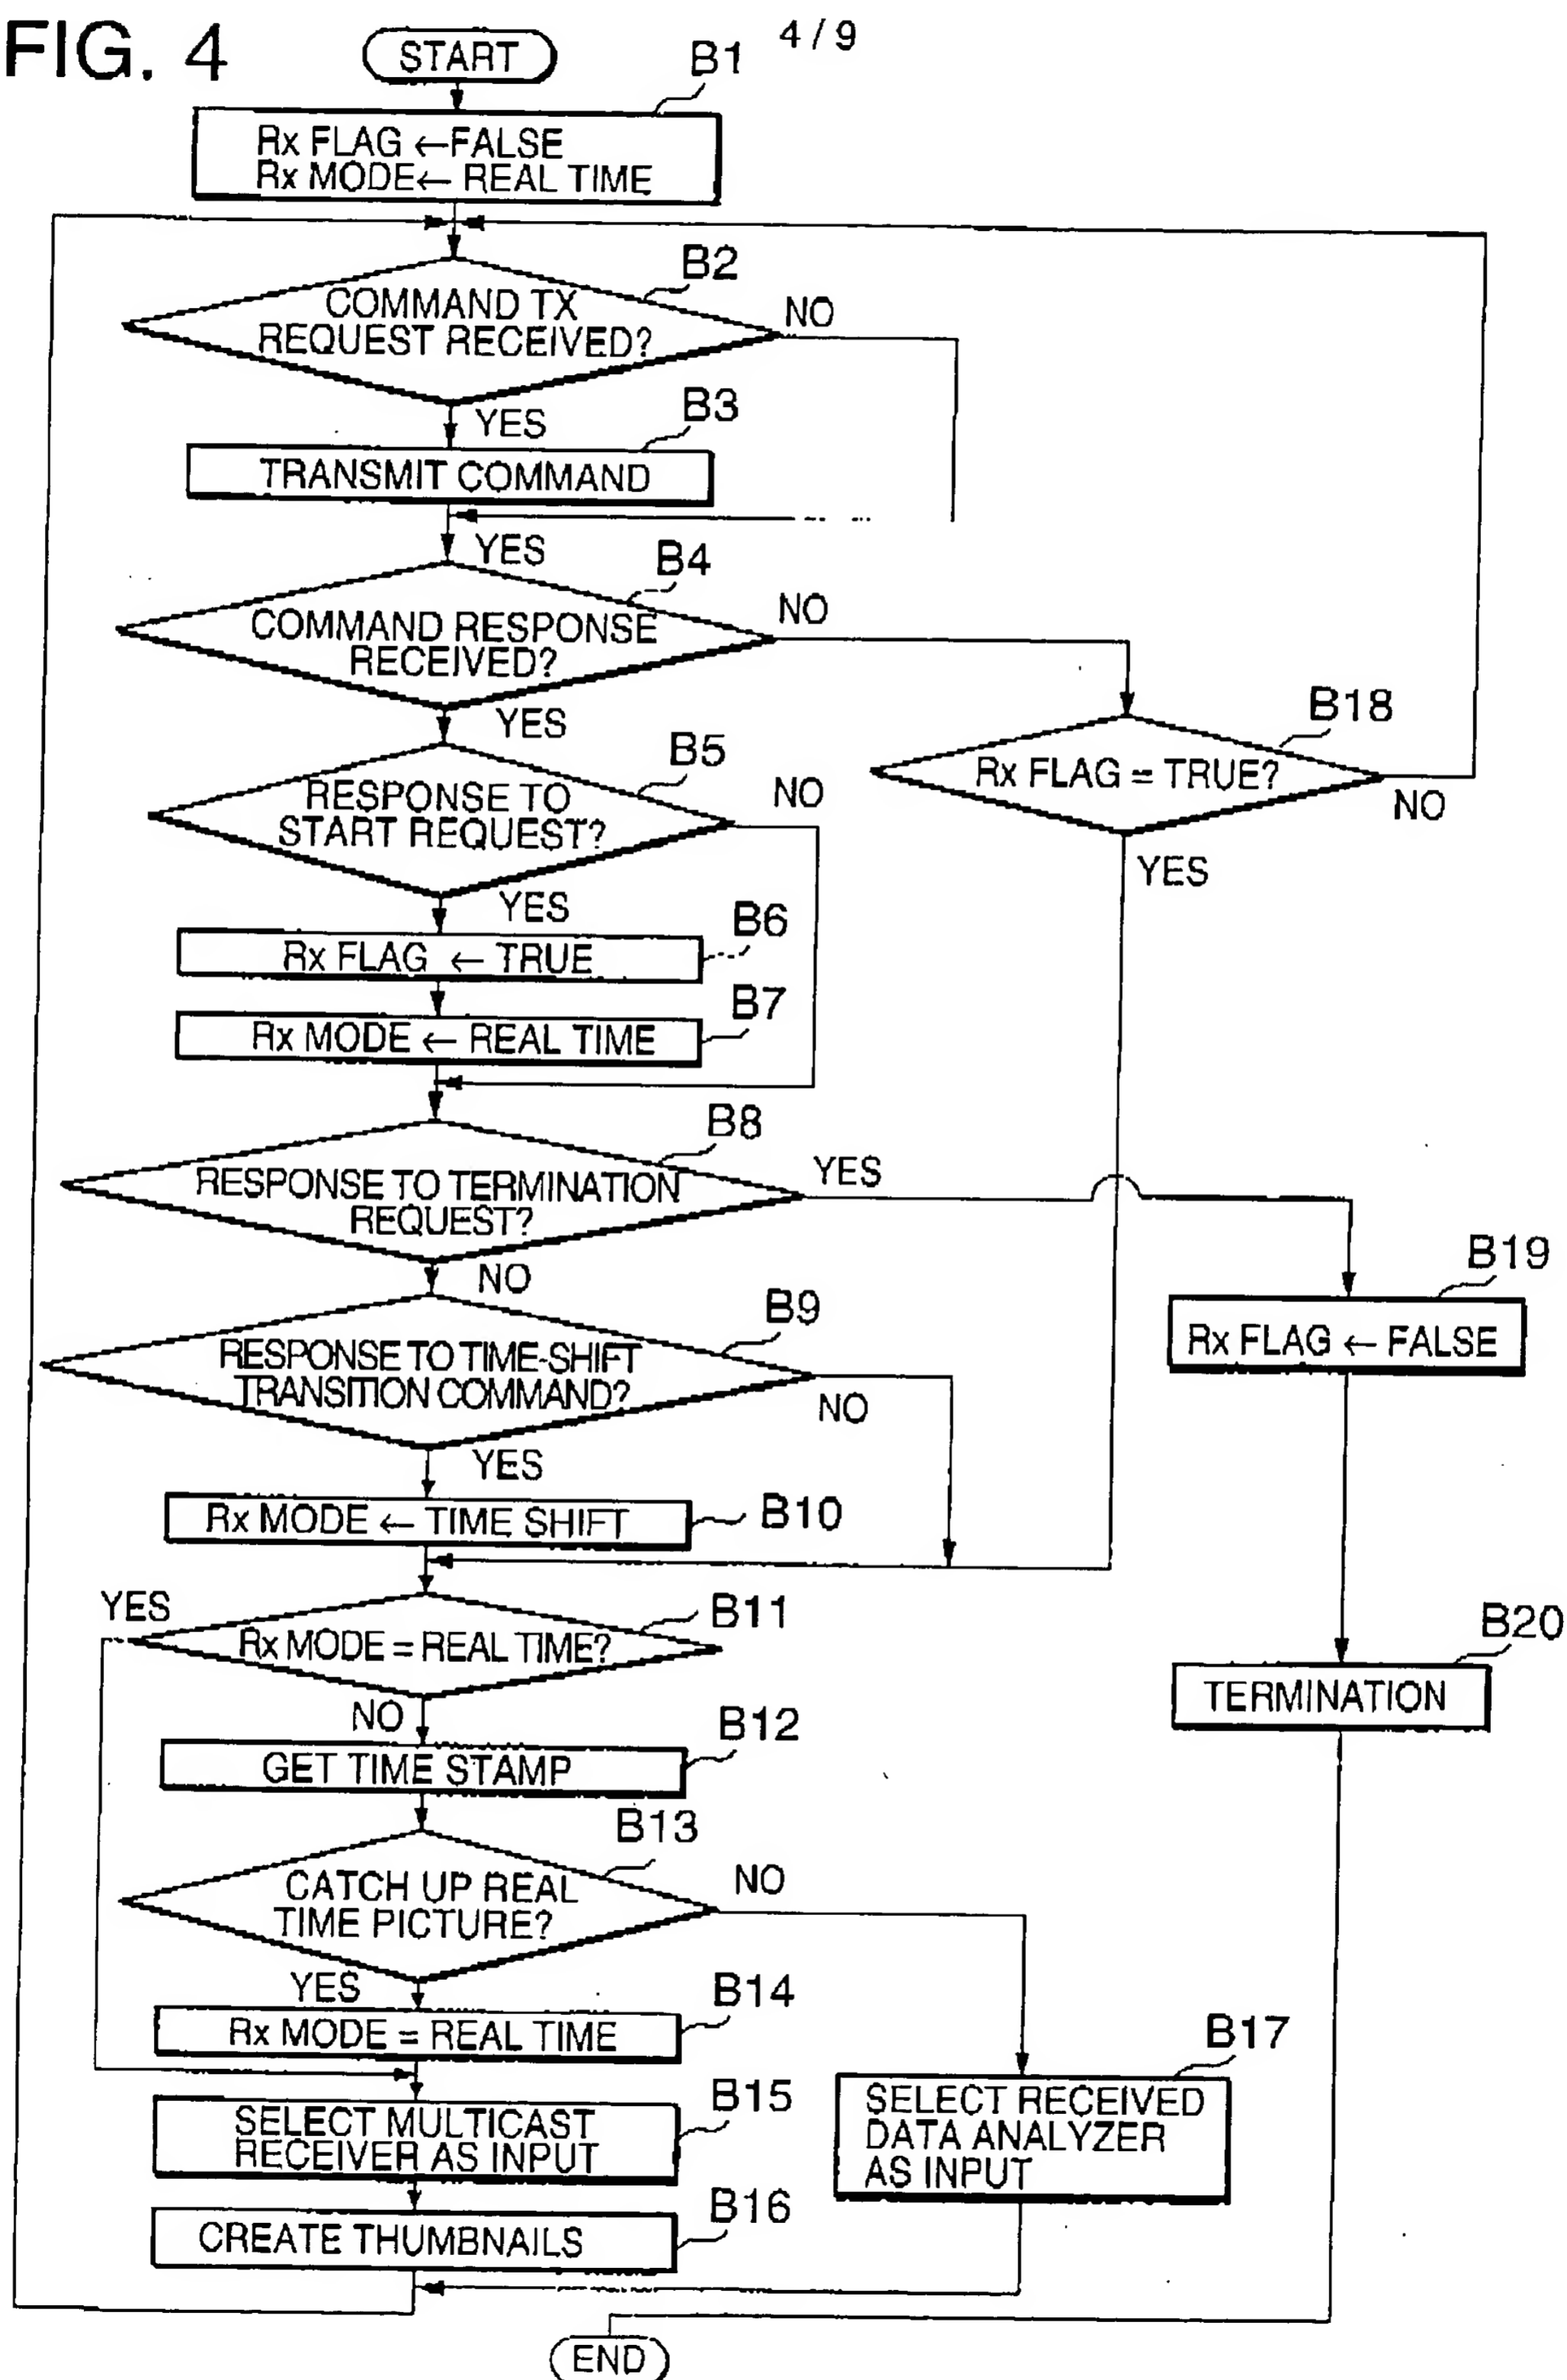 FIG. 4
4/9
START
B1
Rx FLAG ←FALSE
Rx MODE← REAL TIME
B2
COMMAND TX
REQUEST RECEIVED?
NO
YES
B3
TRANSMIT COMMAND
YES
B4
COMMAND RESPONSE
RECEIVED?
NO
YES
B18
Rx FLAG = TRUE?
NO
YES
B5
RESPONSE TO
START REQUEST?
NO
YES
B6
Rx FLAG ← TRUE
B7
Rx MODE ← REAL TIME
B8
RESPONSE TO TERMINATION
REQUEST?
YES
NO
B19
Rx FLAG ← FALSE
B9
RESPONSE TO TIME-SHIFT
TRANSITION COMMAND?
NO
YES
B10
Rx MODE ← TIME SHIFT
YES
B11
Rx MODE = REAL TIME?
NO
B20
TERMINATION
B12
GET TIME STAMP
B13
CATCH UP REAL
TIME PICTURE?
NO
YES
B14
Rx MODE = REAL TIME
B17
SELECT RECEIVED
DATA ANALYZER
AS INPUT
B15
SELECT MULTICAST
RECEIVER AS INPUT
B16
CREATE THUMBNAILS
END